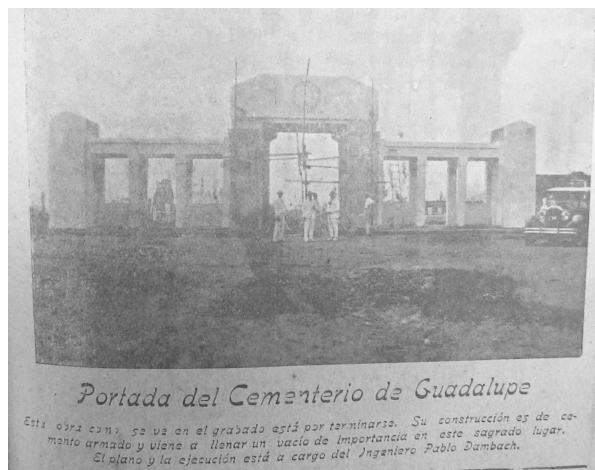 Portada del Cementerio de Guadalupe
Esta obra como se ve en el grabado está por terminarse. Su construcción es de ce-
mento armado y viene a llenar un vacío de importancia en este sagrado lugar.
El plano y la ejecución está a cargo del Ingeniero Pablo Dambach.